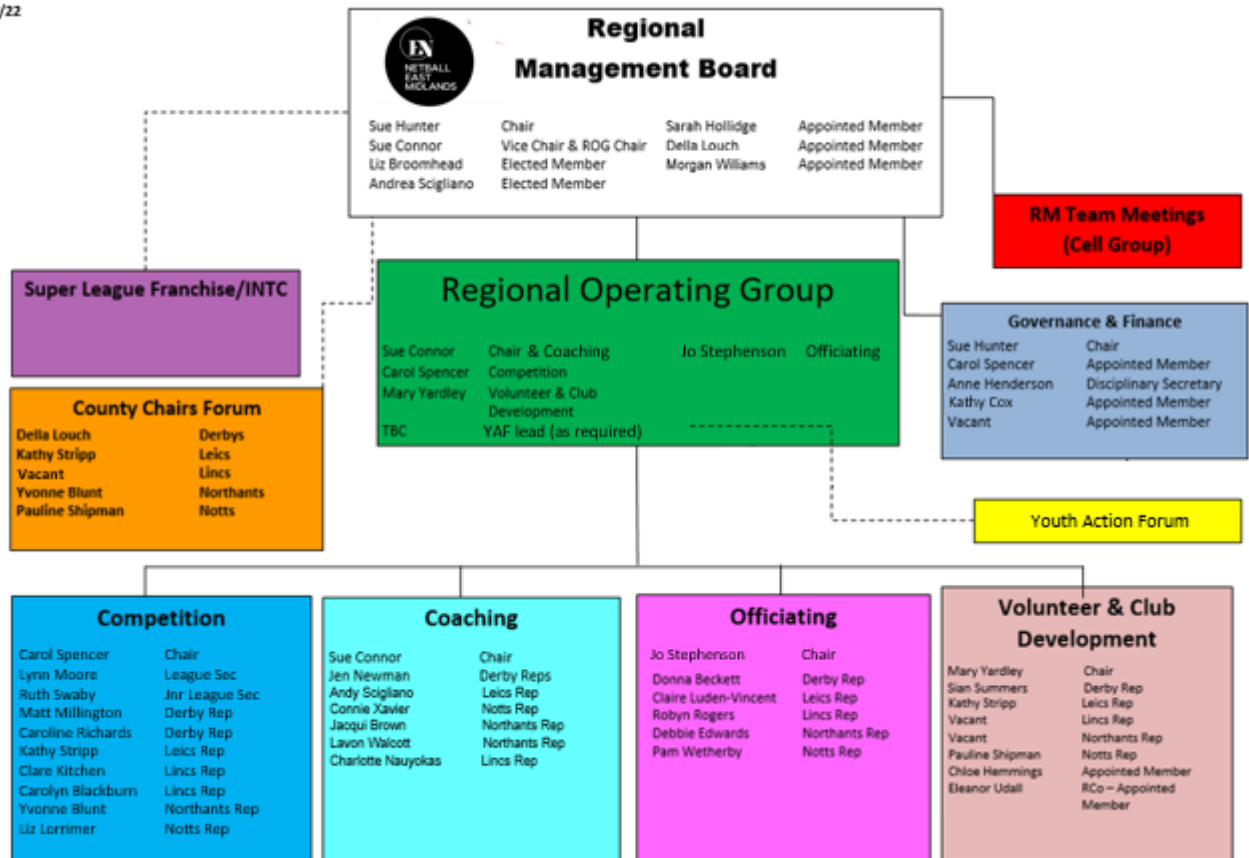 /22
EN
NETBALL
EAST
MIDLANDS
Regional
Management Board
Sue Hunter Chair Sarah Hollidge Appointed Member
Sue Connor Vice Chair & ROG Chair Della Louch Appointed Member
Liz Broomhead Elected Member Morgan Williams Appointed Member
Andrea Scigliano Elected Member
RM Team Meetings
(Cell Group)
Super League Franchise/INTC
Regional Operating Group
Sue Connor Chair & Coaching Jo Stephenson Officiating
Carol Spencer Competition
Mary Yardley Volunteer & Club
Development
TBC YAF lead (as required)
Governance & Finance
Sue Hunter Chair
Carol Spencer Appointed Member
Anne Henderson Disciplinary Secretary
Kathy Cox Appointed Member
Vacant Appointed Member
County Chairs Forum
Della Louch Derbys
Kathy Stripp Leics
Vacant Lincs
Yvonne Blunt Northants
Pauline Shipman Notts
Youth Action Forum
Competition
Carol Spencer Chair
Lynn Moore League Sec
Ruth Swaby Jnr League Sec
Matt Millington Derby Rep
Caroline Richards Derby Rep
Kathy Stripp Leics Rep
Clare Kitchen Lincs Rep
Carolyn Blackburn Lincs Rep
Yvonne Blunt Northants Rep
Liz Lorrimer Notts Rep
Coaching
Sue Connor Chair
Jen Newman Derby Reps
Andy Scigliano Leics Rep
Connie Xavier Notts Rep
Jacqui Brown Northants Rep
Lavon Walcott Northants Rep
Charlotte Nauyokas Lincs Rep
Officiating
Jo Stephenson Chair
Donna Beckett Derby Rep
Claire Luden-Vincent Leics Rep
Robyn Rogers Lincs Rep
Debbie Edwards Northants Rep
Pam Wetherby Notts Rep
Volunteer & Club
Development
Mary Yardley Chair
Sian Summers Derby Rep
Kathy Stripp Leics Rep
Vacant Lincs Rep
Vacant Northants Rep
Pauline Shipman Notts Rep
Chloe Hemmings Appointed Member
Eleanor Udall RCo – Appointed
Member